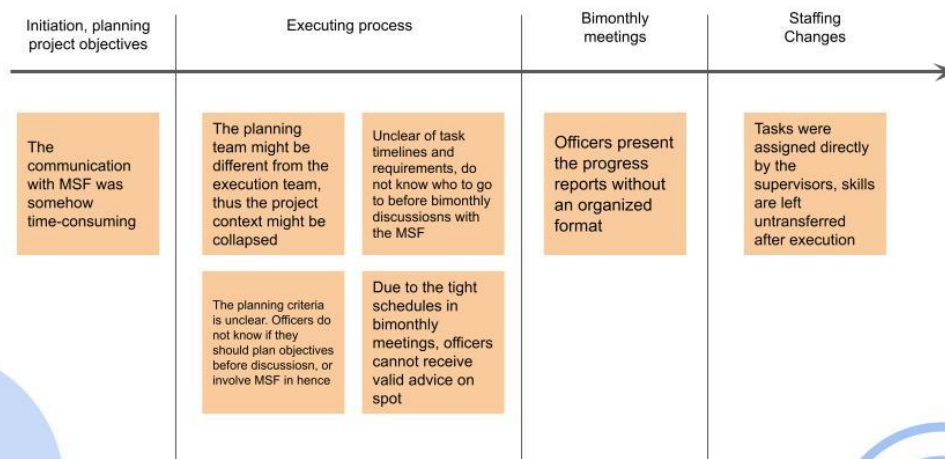 Initiation, planning
project objectives
Executing process
Bimonthly
meetings
Staffing
Changes
The
communication
with MSF was
somehow
time-consuming
The planning
team might be
different from the
execution team,
thus the project
context might be
collapsed
Unclear of task
timelines and
requirements, do
not know who to go
to before bimonthly
discussiosns with
the MSF
Officers present
the progress
reports without
an organized
format
Tasks were
assigned directly
by the
supervisors, skills
are left
untransferred
after execution
The planning criteria
is unclear. Officers do
not know if they
should plan objectives
before discussiosn, or
involve MSF in hence
Due to the tight
schedules in
bimonthly
meetings, officers
cannot receive
valid advice on
spot